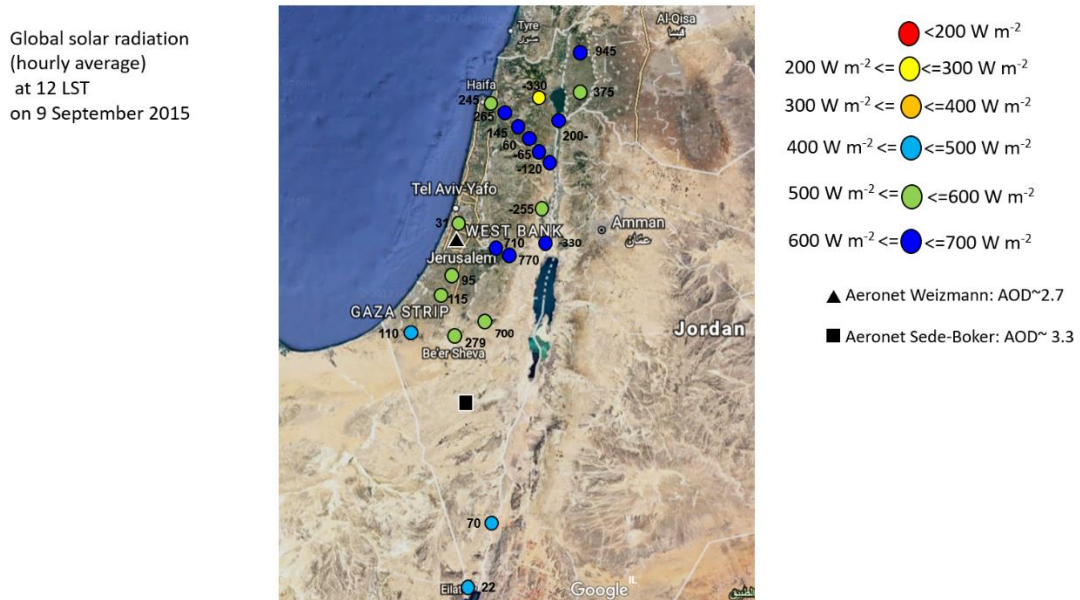 Global solar radiation
(hourly average)
at 12 LST
on 9 September 2015
Tyre
صور
Al-Qisa
945
-330
375
Haifa
245
265
145
60
-65
-120
200-
Tel Aviv-Yafo
-255
31
WEST BANK
Amman
عمّان
710
-330
Jerusalem
770
95
115
GAZA STRIP
110
700
279
Be'er Sheva
Jordan
70
Eilat
22
Google
IL
<200 W m⁻²
200 W m⁻² <= <=300 W m⁻²
300 W m⁻² <= <=400 W m⁻²
400 W m⁻² <= <=500 W m⁻²
500 W m⁻² <= <=600 W m⁻²
600 W m⁻² <= <=700 W m⁻²
Aeronet Weizmann: AOD~2.7
Aeronet Sede-Boker: AOD~ 3.3